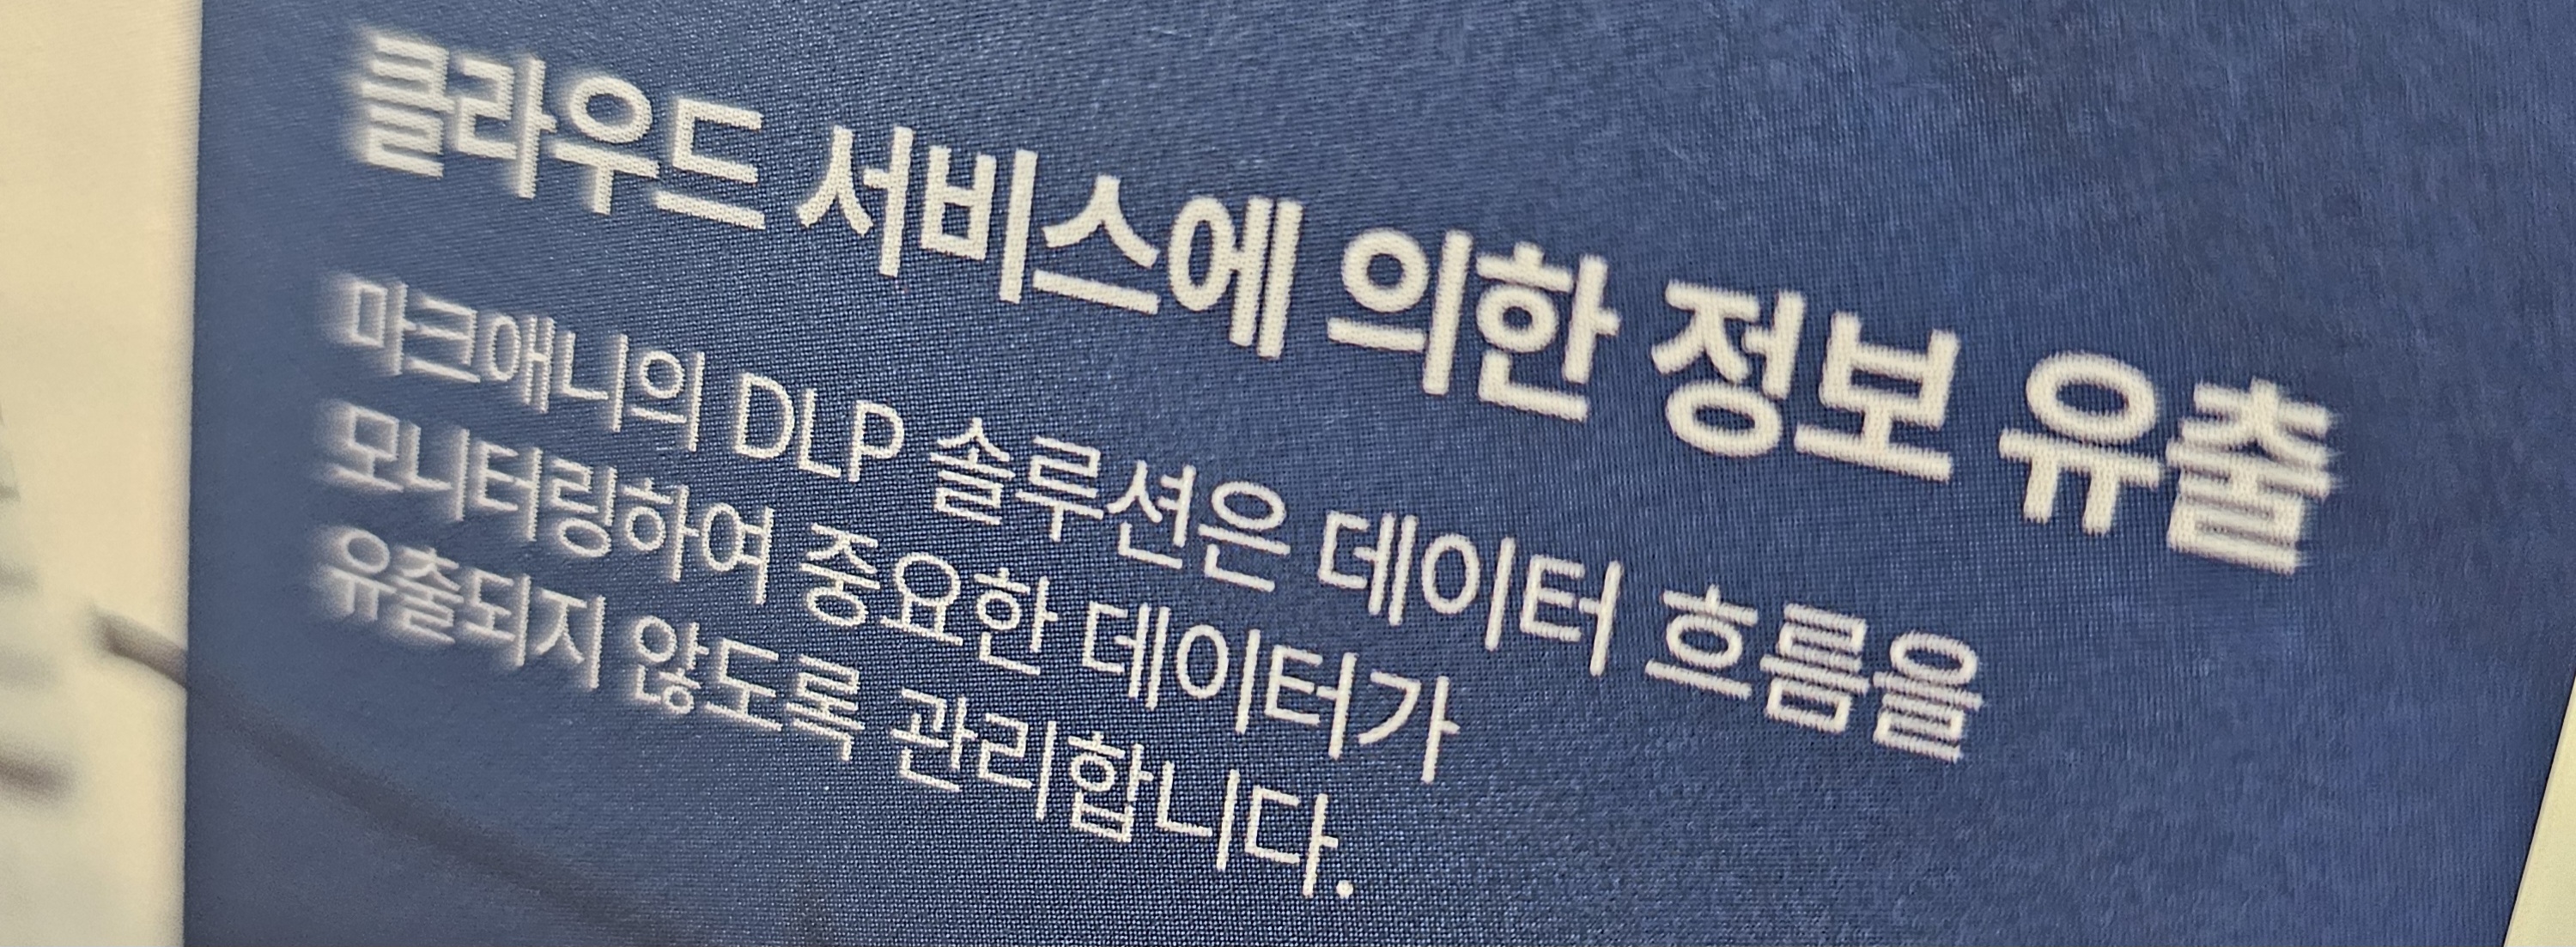 클라우드 서비스에 의한 정보 유출
마크애니의 DLP 솔루션은 데이터 흐름을
모니터링하여 중요한 데이터가
유출되지 않도록 관리합니다.